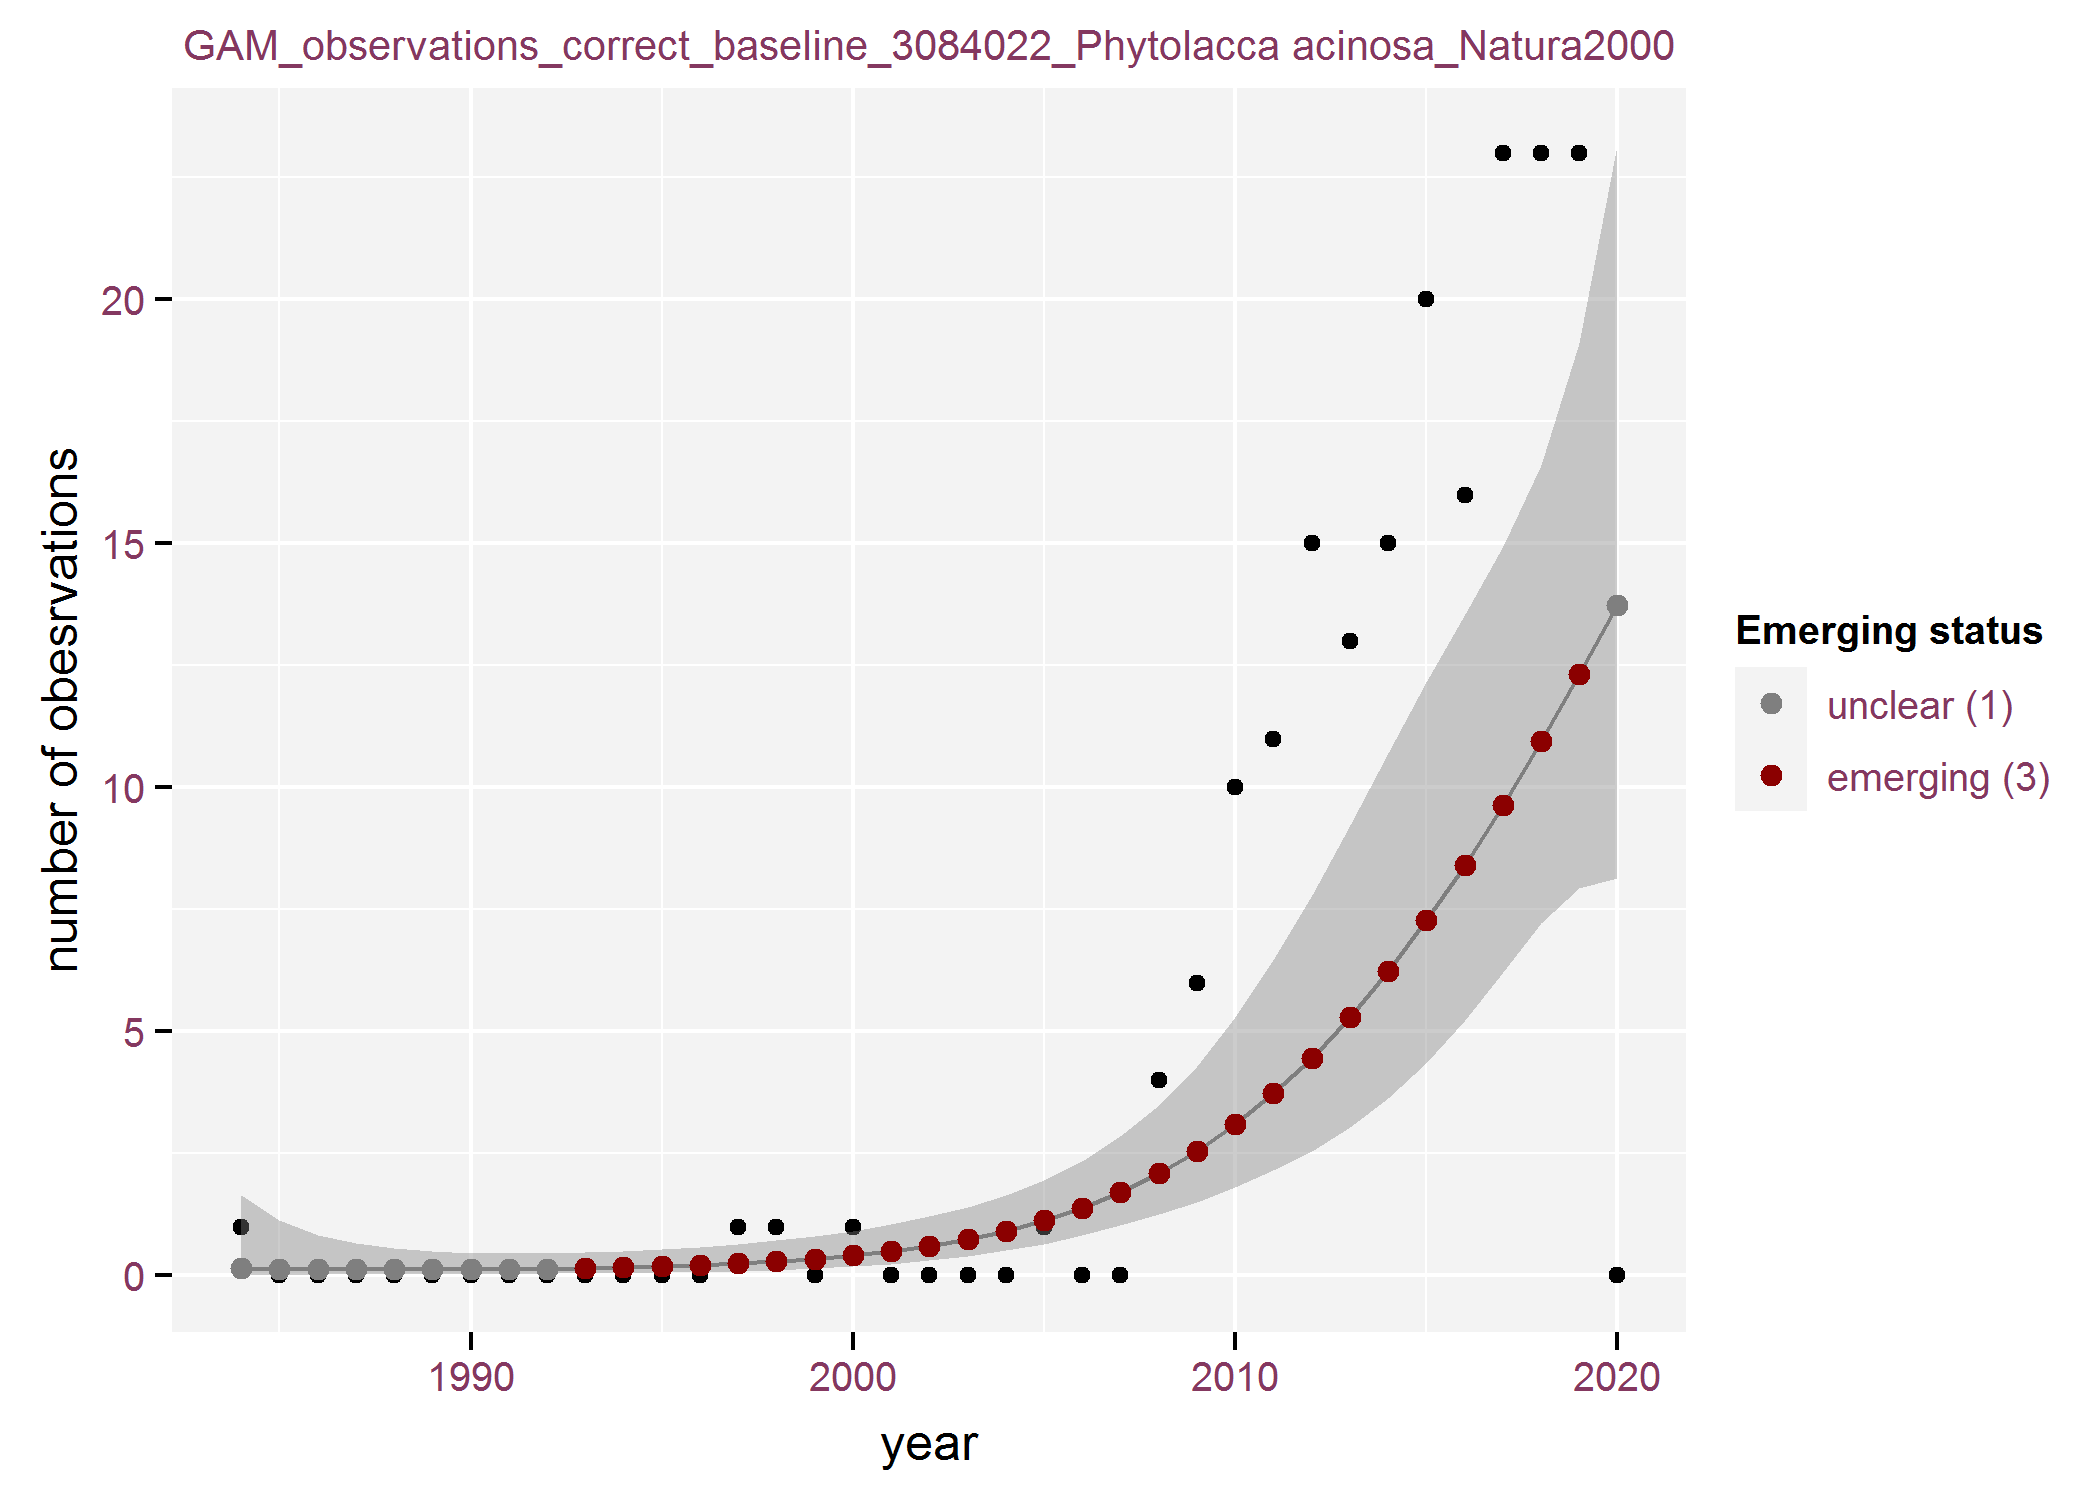 GAM_observations_correct_baseline_3084022_Phytolacca acinosa_Natura2000
number of obesrvations
20
15
10
5
0
1990 2000 2010 2020
year
Emerging status
unclear (1)
emerging (3)